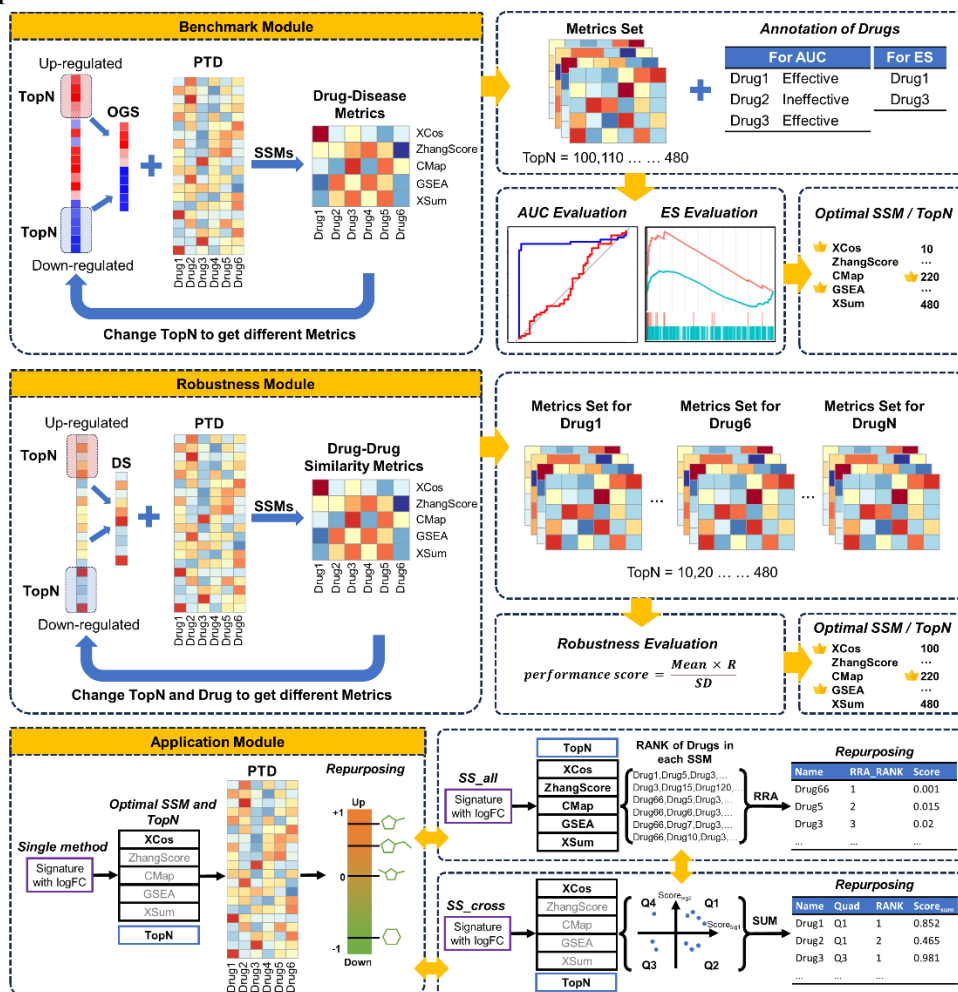 Benchmark Module
Up-regulated
TopN
OGS
PTD
SSMs
Drug-Disease
Metrics
XCos
ZhangScore
CMap
GSEA
XSum
Drug1
Drug2
Drug3
Drug4
Drug5
Drug6
Drug1
Drug2
Drug3
Drug4
Drug5
Drug6
TopN
Down-regulated
Change TopN to get different Metrics
Metrics Set
TopN = 100,110 ... ... 480
Annotation of Drugs
For AUC
For ES
Drug1 Effective
Drug1
Drug2 Ineffective
Drug3
Drug3 Effective
AUC Evaluation
ES Evaluation
Optimal SSM / TopN
XCos 10
ZhangScore ...
CMap 220
GSEA ...
XSum 480
Robustness Module
Up-regulated
TopN
DS
PTD
SSMs
Drug-Drug
Similarity Metrics
XCos
ZhangScore
CMap
GSEA
XSum
Drug1
Drug2
Drug3
Drug4
Drug5
Drug6
Drug1
Drug2
Drug3
Drug4
Drug5
Drug6
TopN
Down-regulated
Change TopN and Drug to get different Metrics
Metrics Set for
Drug1
Metrics Set for
Drug6
Metrics Set for
DrugN
...
...
TopN = 10,20 ... ... 480
Robustness Evaluation
performance score = Mean × R / SD
Optimal SSM / TopN
XCos 100
ZhangScore ...
CMap 220
GSEA ...
XSum 480
Application Module
Single method
Signature
with logFC
Optimal SSM and
TopN
XCos
ZhangScore
CMap
GSEA
XSum
TopN
PTD
Drug1
Drug2
Drug3
Drug4
Drug5
Drug6
Repurposing
Up
+1
0
-1
Down
SS_all
Signature
with logFC
TopN
XCos
ZhangScore
CMap
GSEA
XSum
RANK of Drugs in
each SSM
Drug1,Drug5,Drug3,...
Drug3,Drug15,Drug120,...
Drug66,Drug5,Drug3,...
Drug66,Drug6,Drug3,...
Drug66,Drug7,Drug3,...
Drug66,Drug10,Drug3,...
RRA
Repurposing
Name RRA_RANK Score
Drug66 1 0.001
Drug5 2 0.015
Drug3 3 0.02
... ... ...
SS_cross
Signature
with logFC
XCos
ZhangScore
CMap
GSEA
XSum
TopN
Q4
Q1
Q3
Q2
SUM
Repurposing
Name Quad RANK Scoresum
Drug1 Q1 1 0.852
Drug2 Q1 2 0.465
Drug3 Q3 1 0.981
... ... ...